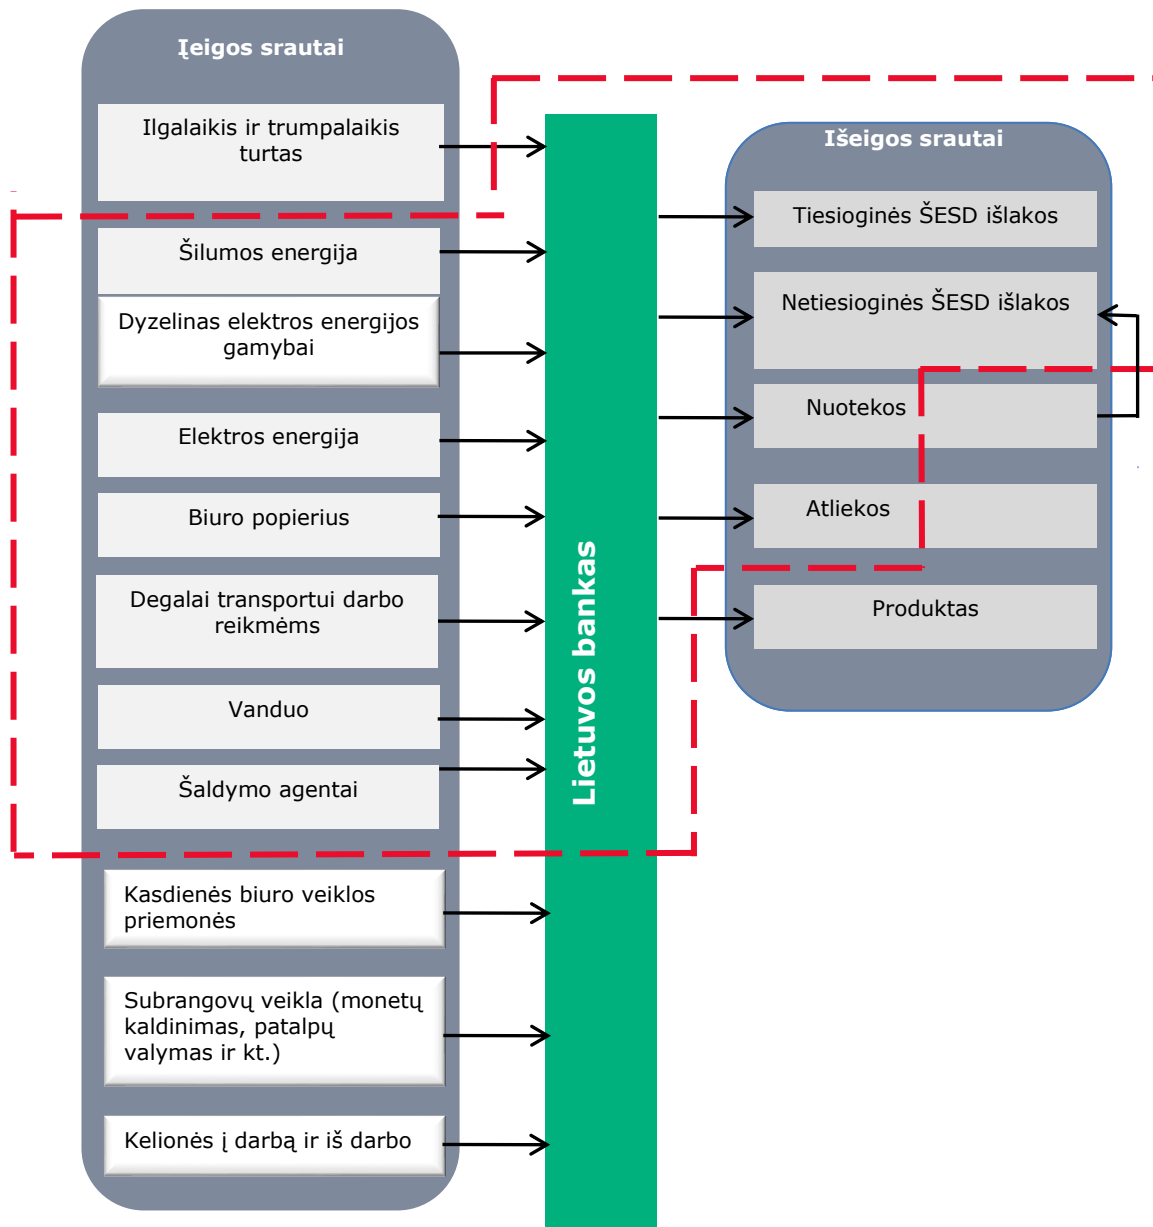 Įeigos srautai
Ilgalaikis ir trumpalaikis
turtas
Šilumos energija
Dyzelinas elektros energijos
gamybai
Elektros energija
Biuro popierius
Degalai transportui darbo
reikmėms
Vanduo
Šaldymo agentai
Kasdienės biuro veiklos
priemonės
Subrangovų veikla (monetų
kaldinimas, patalpų
valymas ir kt.)
Kelionės į darbą ir iš darbo
Lietuvos bankas
Išeigos srautai
Tiesioginės ŠESD išlakos
Netiesioginės ŠESD išlakos
Nuotekos
Atliekos
Produktas